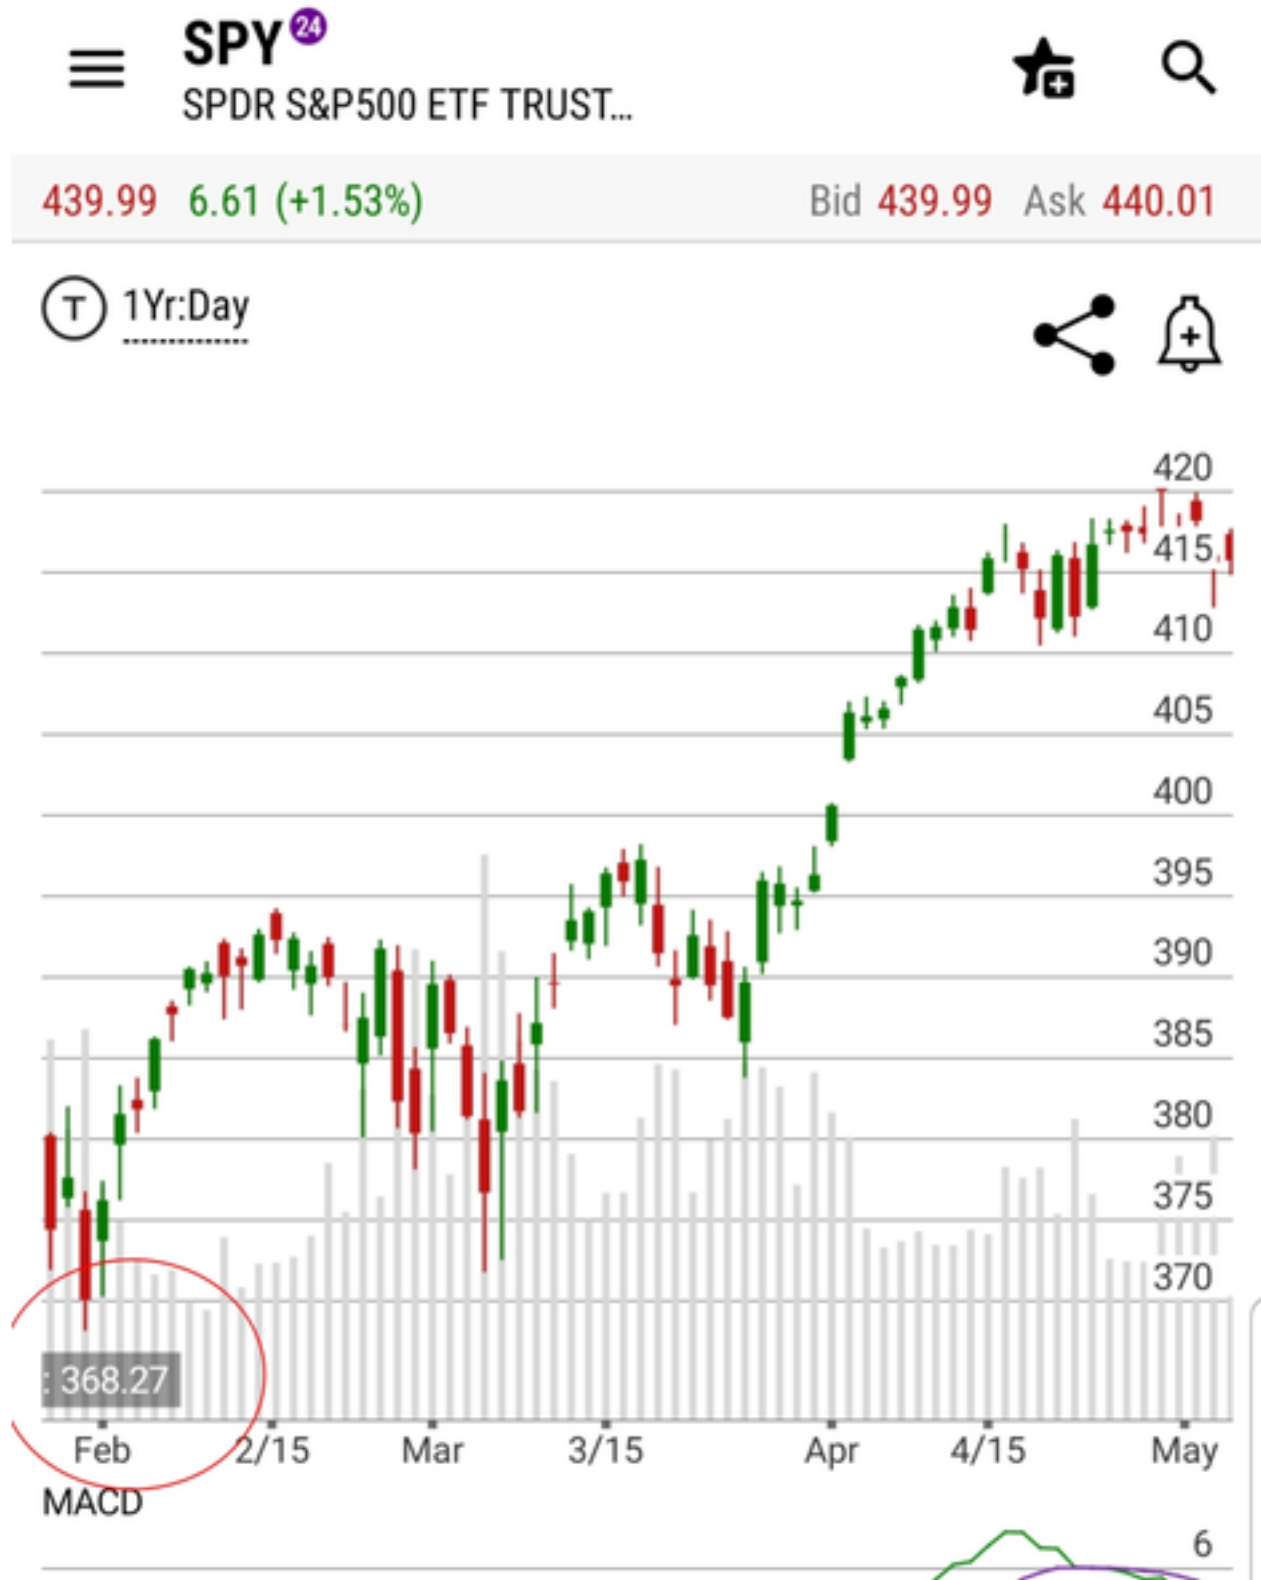 SPY 24
SPDR S&P500 ETF TRUST...
439.99 6.61 (+1.53%) Bid 439.99 Ask 440.01
T 1Yr:Day
420
415
410
405
400
395
390
385
380
375
370
: 368.27
Feb 2/15 Mar 3/15 Apr 4/15 May
MACD
6